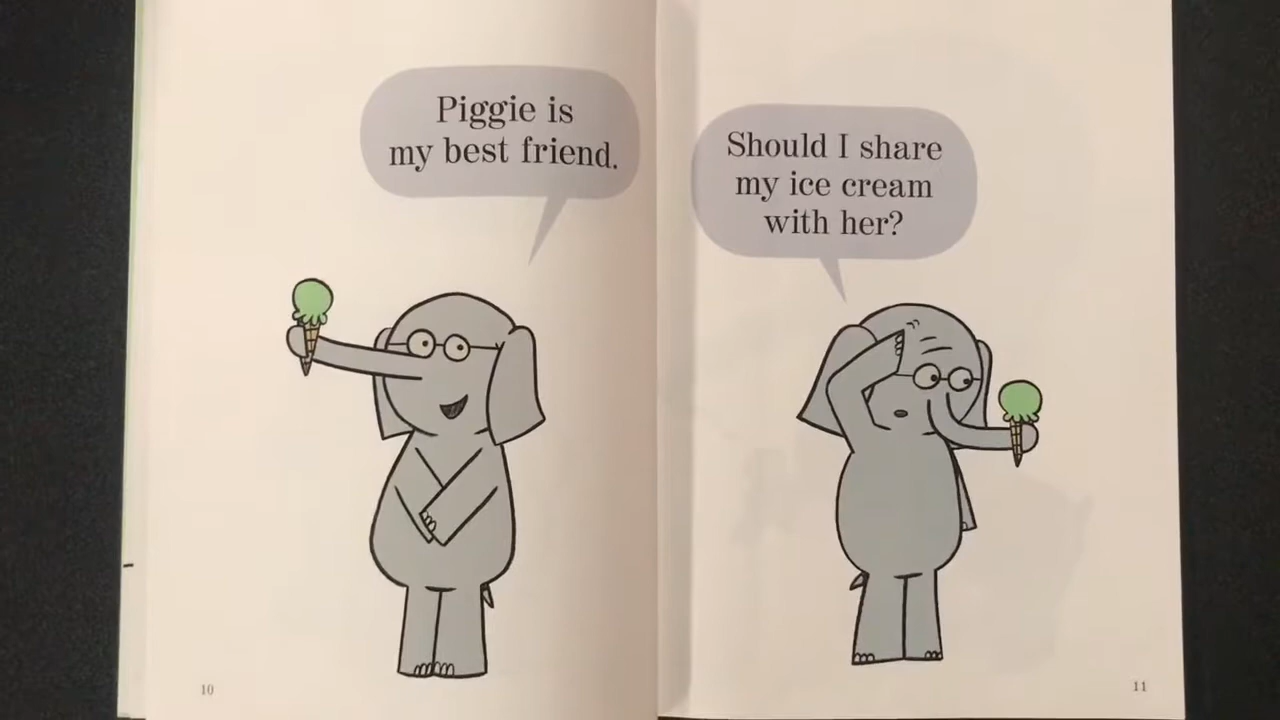 Piggie is
my best friend.
Should I share
my ice cream
with her?
10
11